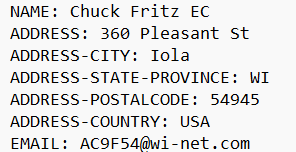 NAME: Chuck Fritz EC
ADDRESS: 360 Pleasant St
ADDRESS-CITY: Iola
ADDRESS-STATE-PROVINCE: WI
ADDRESS-POSTALCODE: 54945
ADDRESS-COUNTRY: USA
EMAIL: AC9F54@wi-net.com